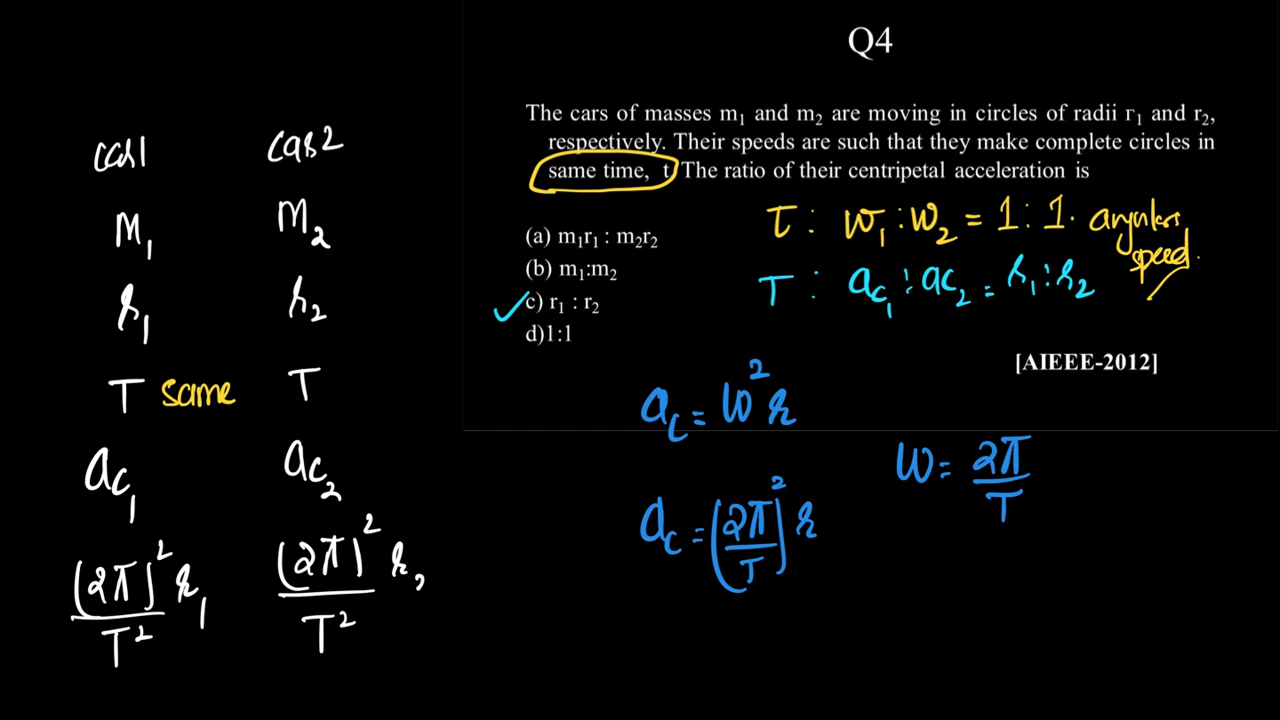 Q4
The cars of masses m₁ and m₂ are moving in circles of radii r₁ and r₂,
respectively. Their speeds are such that they make complete circles in
same time, t. The ratio of their centripetal acceleration is
(a) m₁r₁ : m₂r₂
(b) m₁:m₂
c) r₁ : r₂
d)1:1
[AIEEE-2012]
T : ω₁ : ω₂ = 1 : 1. angular
speed.
T : ac₁ : ac₂ = r₁ : r₂
car1 car2
M₁ m₂
r₁ r₂
T same T
ac₁ ac₂
(2π)² r₁ / T² (2π)² r₂ / T²
ac = ω² r
ω = 2π / T
ac = (2π / T)² r